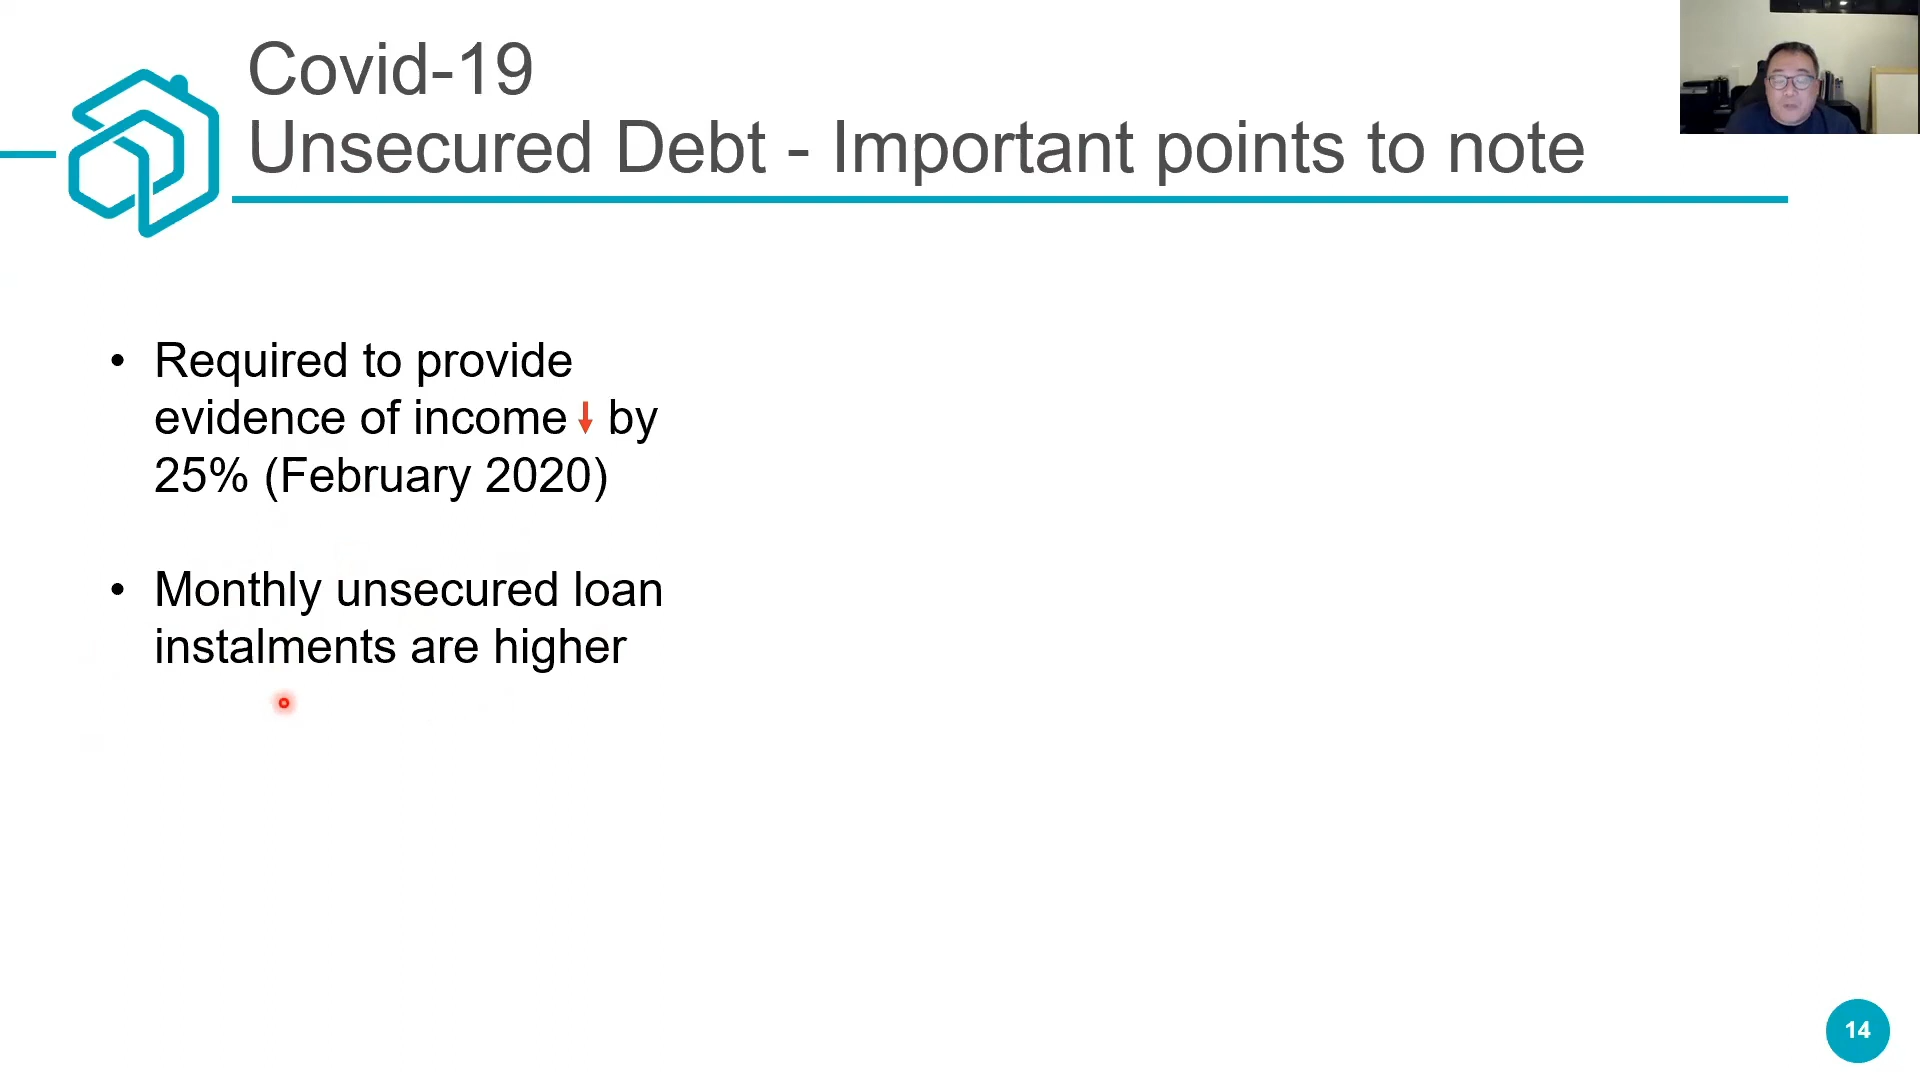 Covid-19
Unsecured Debt - Important points to note
• Required to provide
evidence of income ↓ by
25% (February 2020)
• Monthly unsecured loan
instalments are higher
14